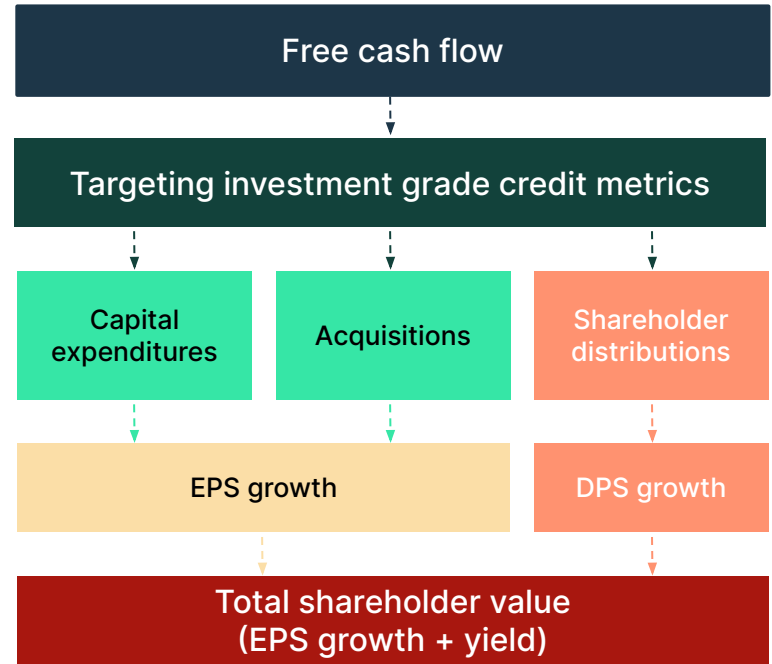 Free cash flow
Targeting investment grade credit metrics
Capital
expenditures
Acquisitions
Shareholder
distributions
EPS growth
DPS growth
Total shareholder value
(EPS growth + yield)